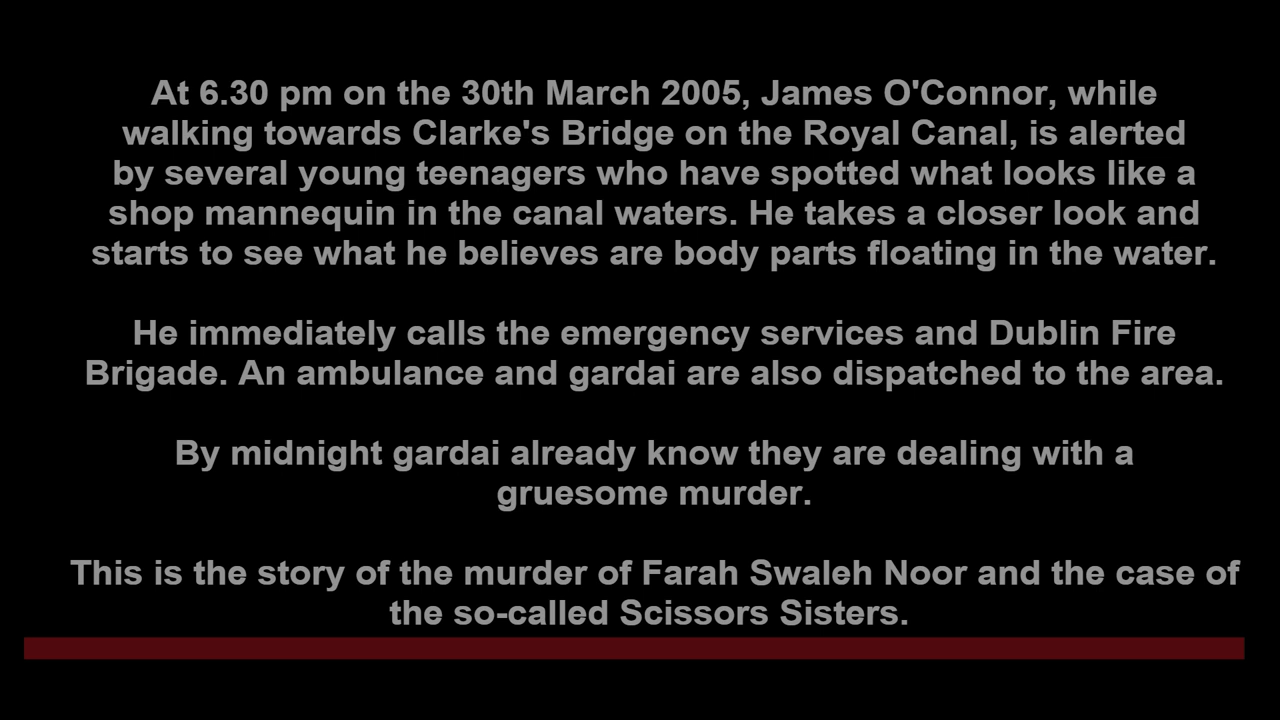 At 6.30 pm on the 30th March 2005, James O'Connor, while
walking towards Clarke's Bridge on the Royal Canal, is alerted
by several young teenagers who have spotted what looks like a
shop mannequin in the canal waters. He takes a closer look and
starts to see what he believes are body parts floating in the water.
He immediately calls the emergency services and Dublin Fire
Brigade. An ambulance and gardai are also dispatched to the area.
By midnight gardai already know they are dealing with a
gruesome murder.
This is the story of the murder of Farah Swaleh Noor and the case of
the so-called Scissors Sisters.